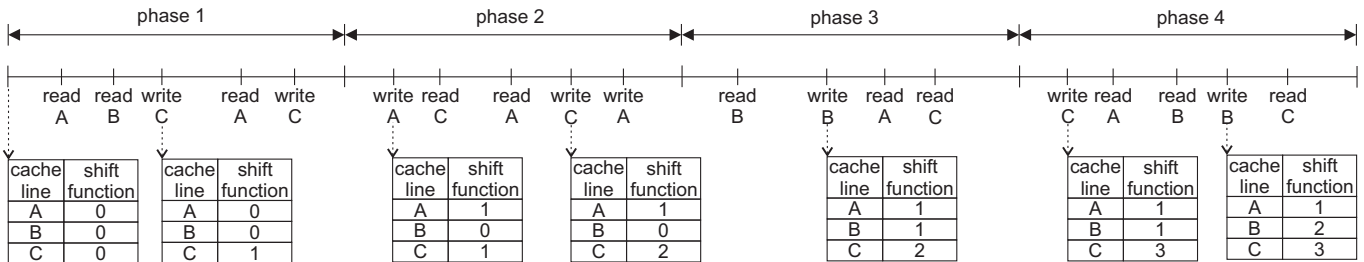 phase 1 phase 2 phase 3 phase 4
read read write read write write read read write write read write read read write read read write read
A B C A C A C A C A B B A C C A B B C
cache shift
line function
A 0
B 0
C 0
cache shift
line function
A 0
B 0
C 1
cache shift
line function
A 1
B 0
C 1
cache shift
line function
A 1
B 0
C 2
cache shift
line function
A 1
B 1
C 2
cache shift
line function
A 1
B 1
C 3
cache shift
line function
A 1
B 2
C 3